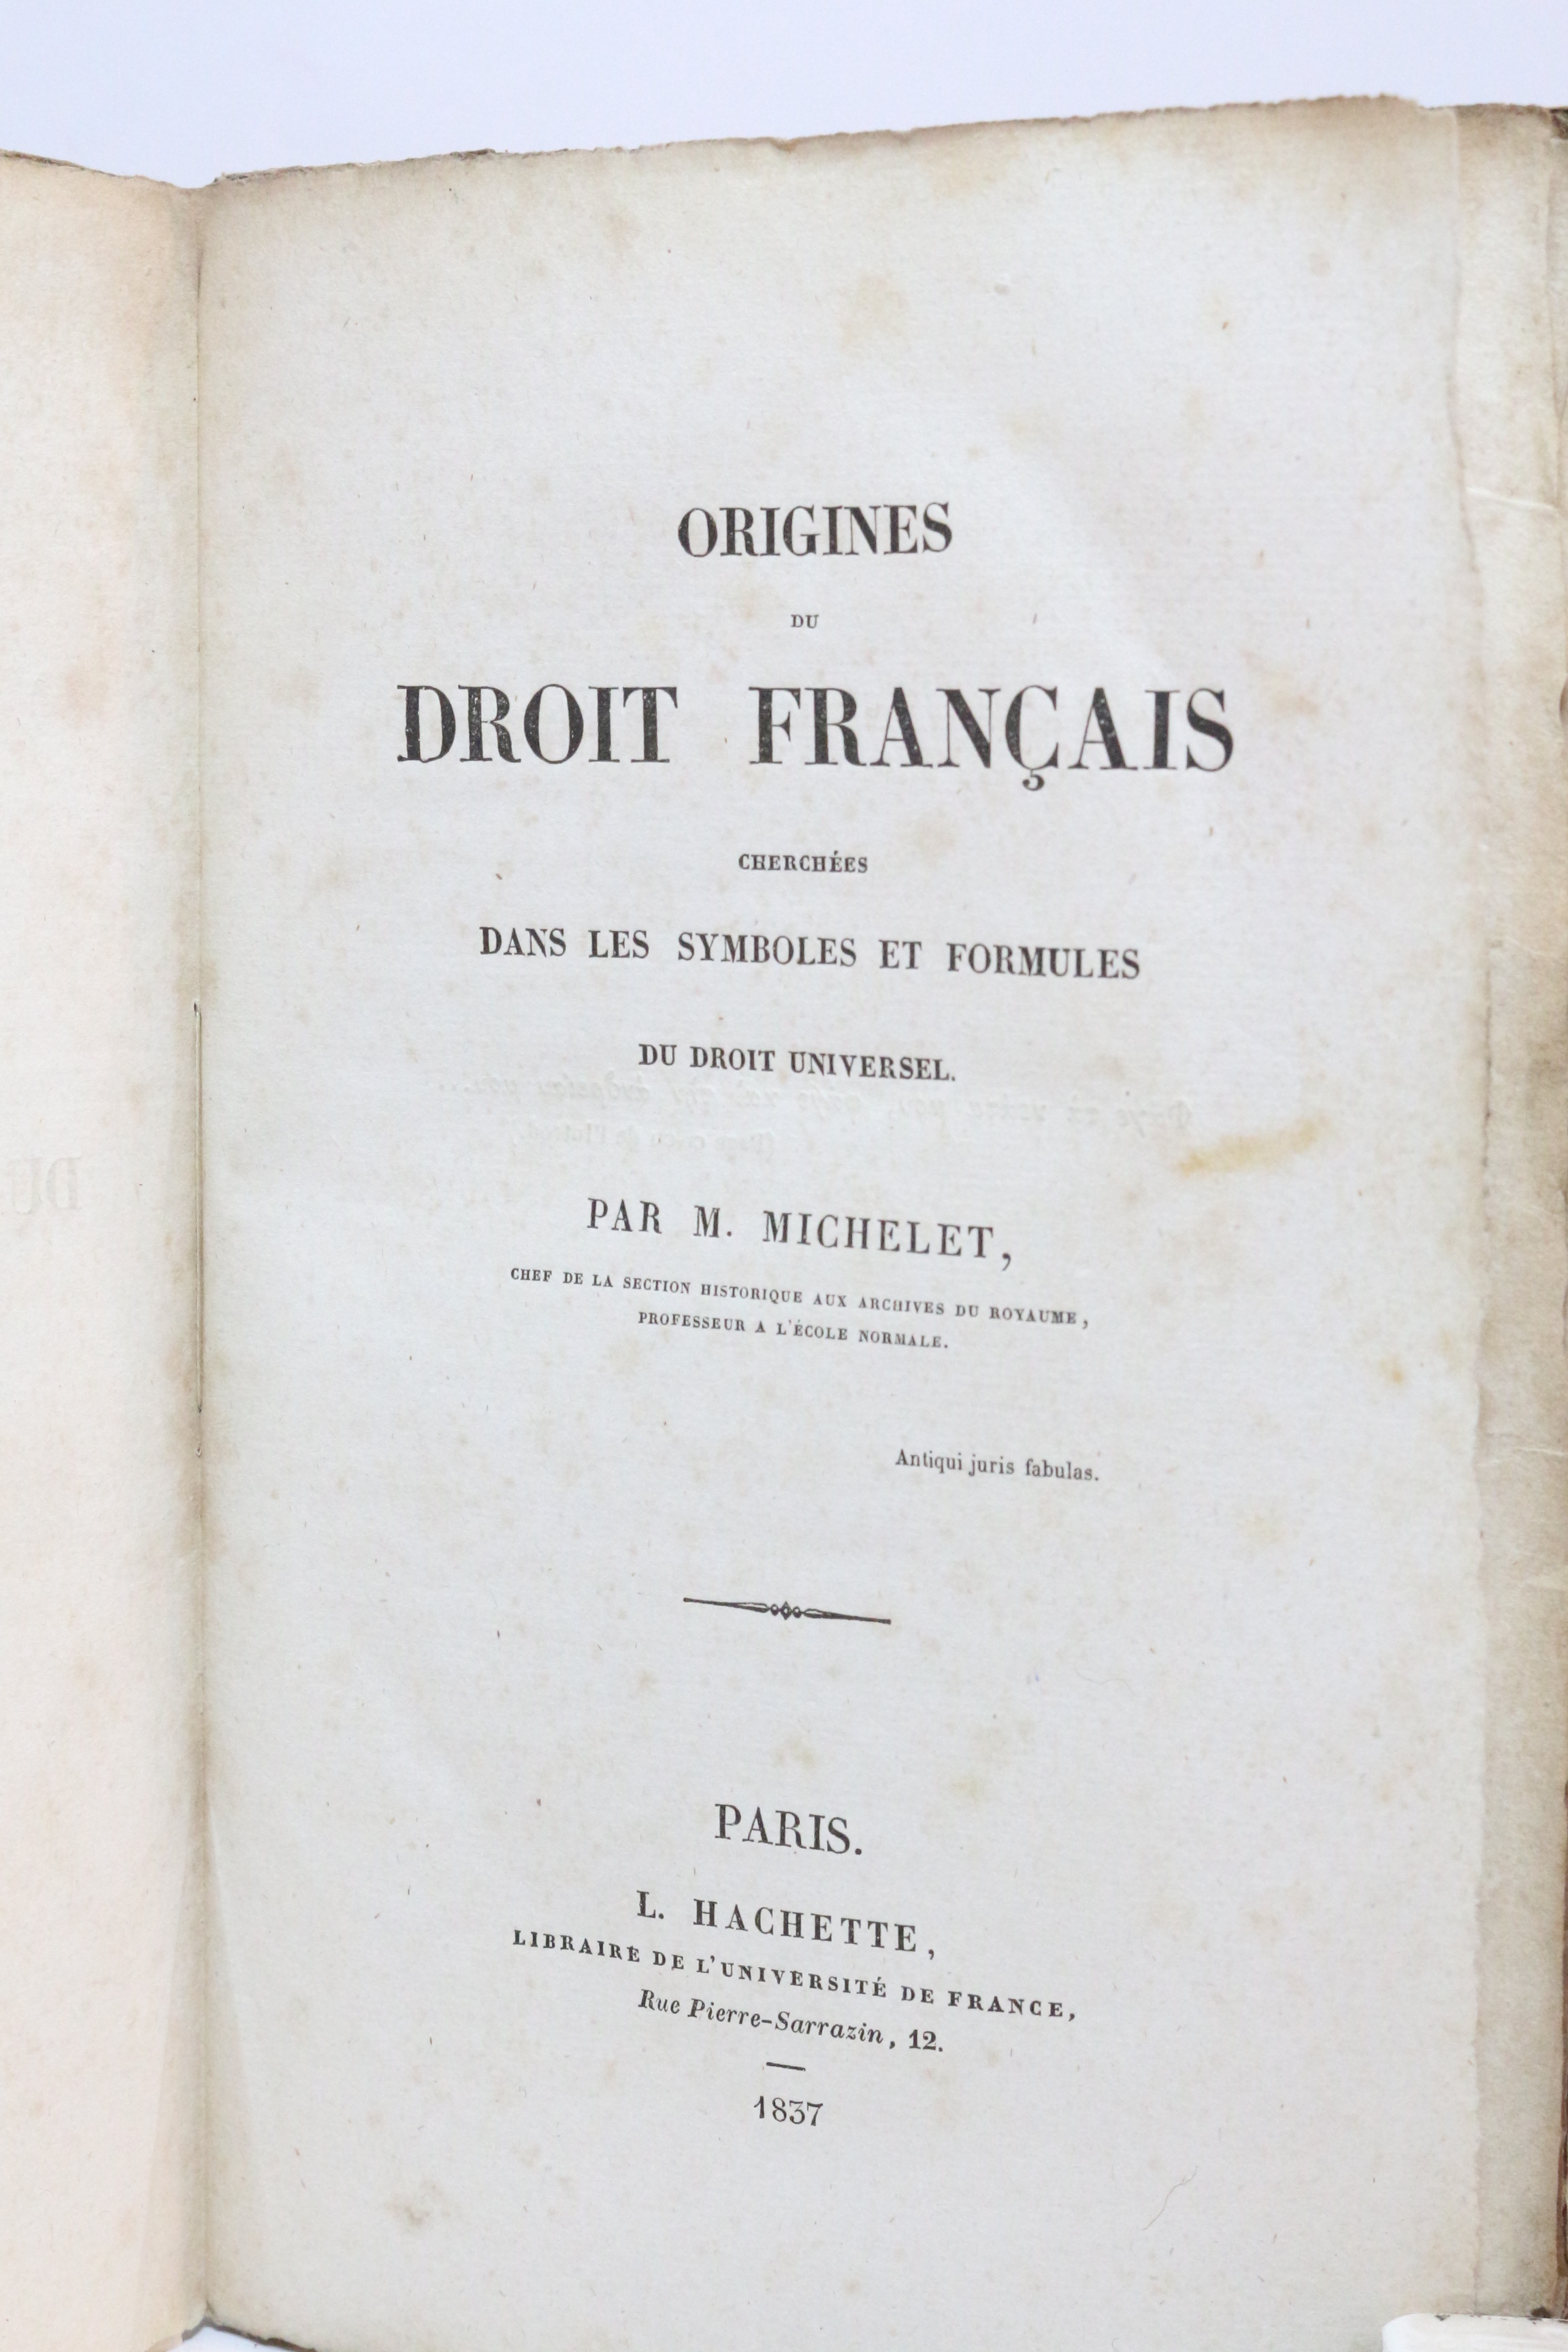 ORIGINES
DU
DROIT FRANÇAIS
CHERCHÉES
DANS LES SYMBOLES ET FORMULES
DU DROIT UNIVERSEL.
PAR M. MICHELET,
CHEF DE LA SECTION HISTORIQUE AUX ARCHIVES DU ROYAUME,
PROFESSEUR A L'ÉCOLE NORMALE.
Antiqui juris fabulas.
PARIS.
L. HACHETTE,
LIBRAIRE DE L'UNIVERSITÉ DE FRANCE,
Rue Pierre-Sarrazin, 12.
1837